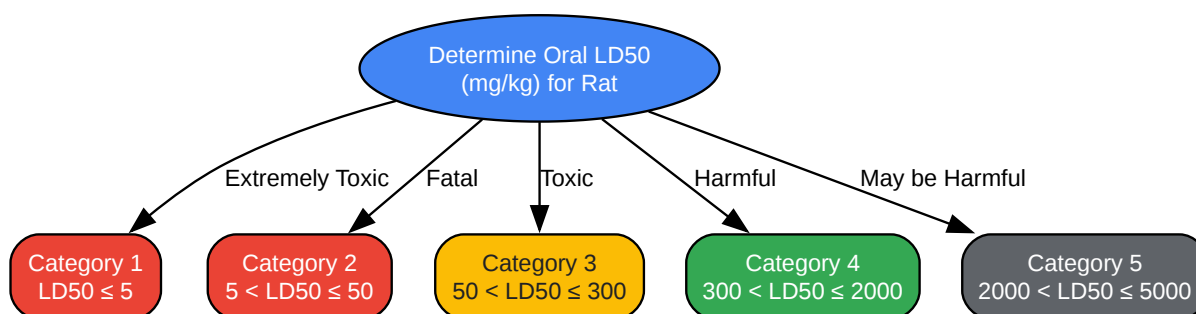 Determine Oral LD50
(mg/kg) for Rat
Extremely Toxic
Fatal
Toxic
Harmful
May be Harmful
Category 1
LD50 ≤ 5
Category 2
5 < LD50 ≤ 50
Category 3
50 < LD50 ≤ 300
Category 4
300 < LD50 ≤ 2000
Category 5
2000 < LD50 ≤ 5000